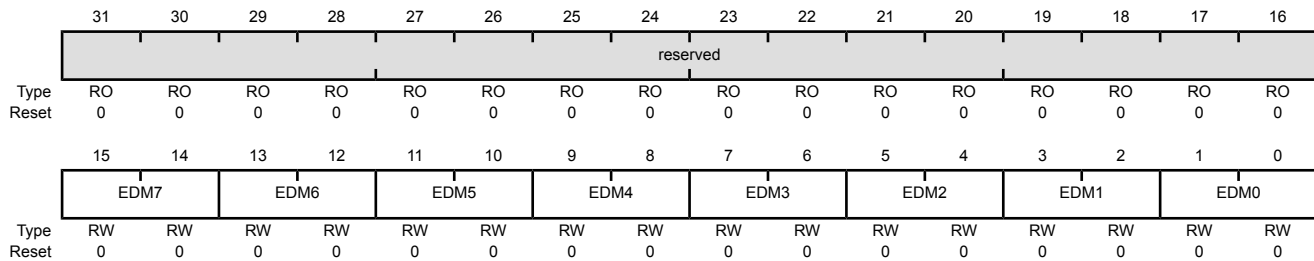 31 30 29 28 27 26 25 24 23 22 21 20 19 18 17 16
reserved
Type RO RO RO RO RO RO RO RO RO RO RO RO RO RO RO RO
Reset 0 0 0 0 0 0 0 0 0 0 0 0 0 0 0 0
15 14 13 12 11 10 9 8 7 6 5 4 3 2 1 0
EDM7 EDM6 EDM5 EDM4 EDM3 EDM2 EDM1 EDM0
Type RW RW RW RW RW RW RW RW RW RW RW RW RW RW RW RW
Reset 0 0 0 0 0 0 0 0 0 0 0 0 0 0 0 0